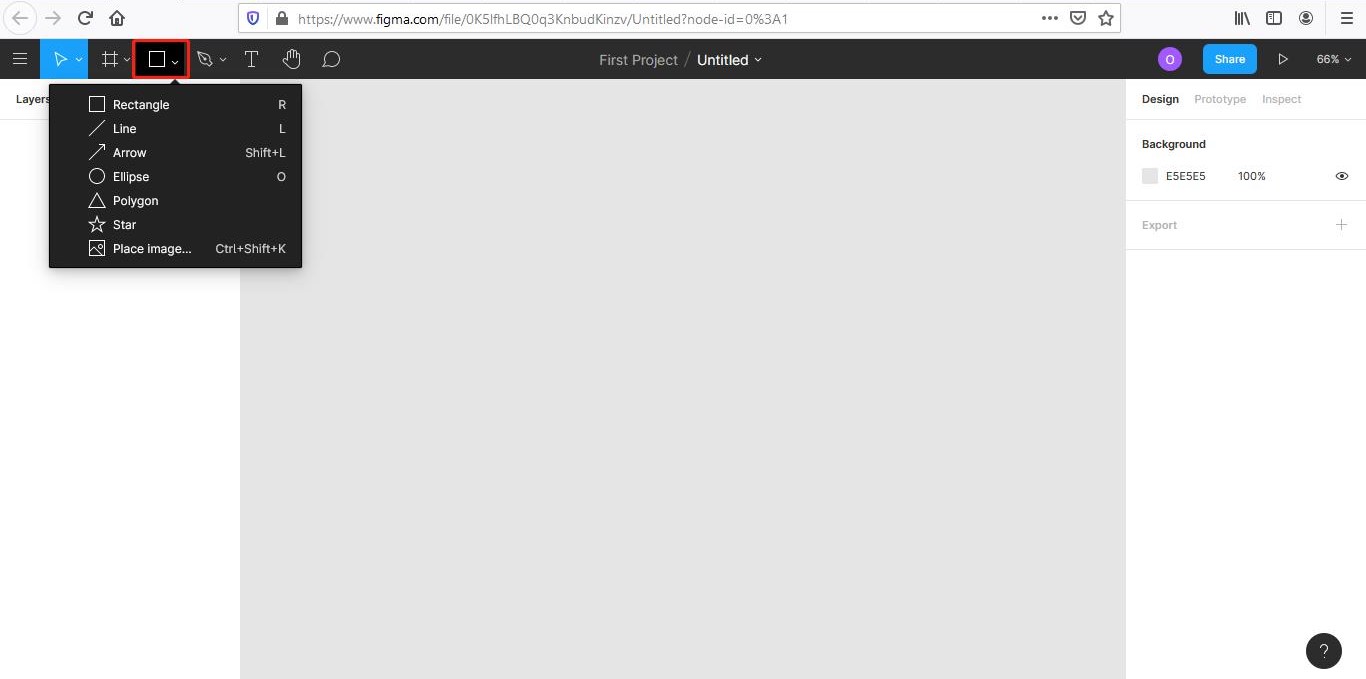 https://www.figma.com/file/0K5lfhLBQ0q3KnbudKinzv/Untitled?node-id=0%3A1
First Project / Untitled
O
Share
66%
Layers
Rectangle R
Line L
Arrow Shift+L
Ellipse O
Polygon
Star
Place image... Ctrl+Shift+K
Design Prototype Inspect
Background
E5E5E5 100%
Export
?